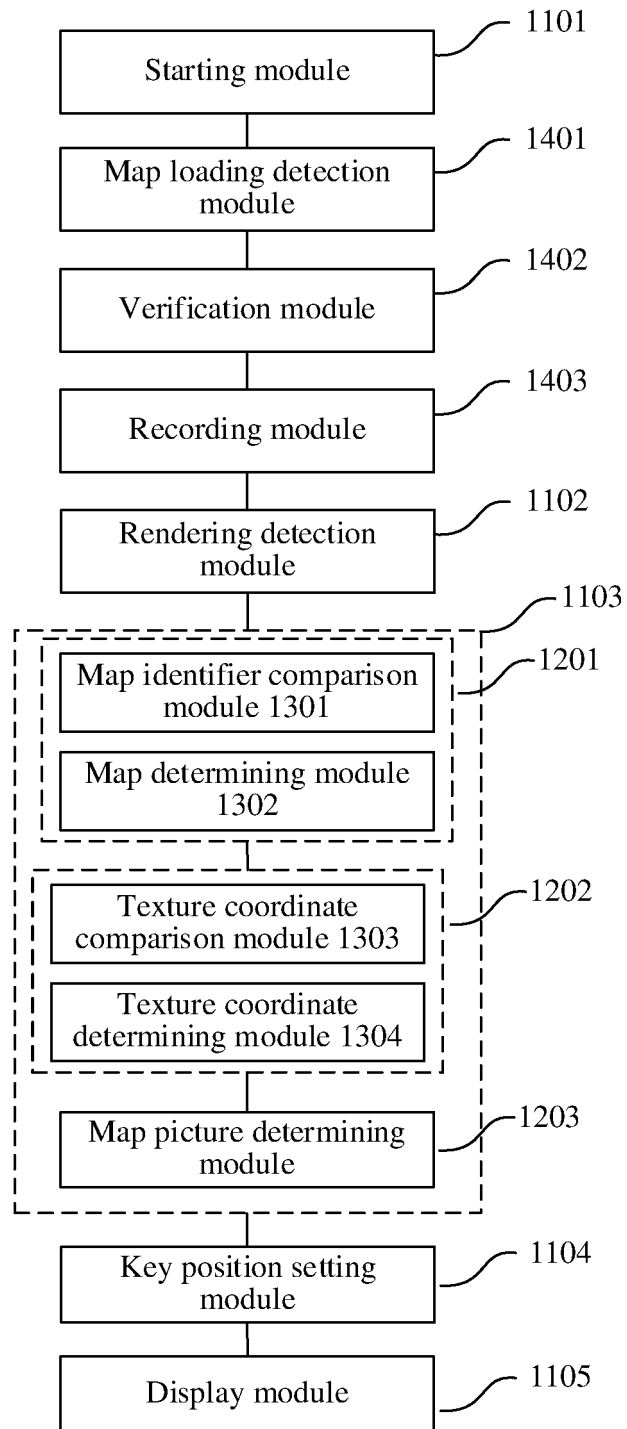 1101
Starting module
1401
Map loading detection
module
1402
Verification module
1403
Recording module
1102
Rendering detection
module
1103
1201
Map identifier comparison
module 1301
Map determining module
1302
1202
Texture coordinate
comparison module 1303
Texture coordinate
determining module 1304
1203
Map picture determining
module
1104
Key position setting
module
Display module
1105